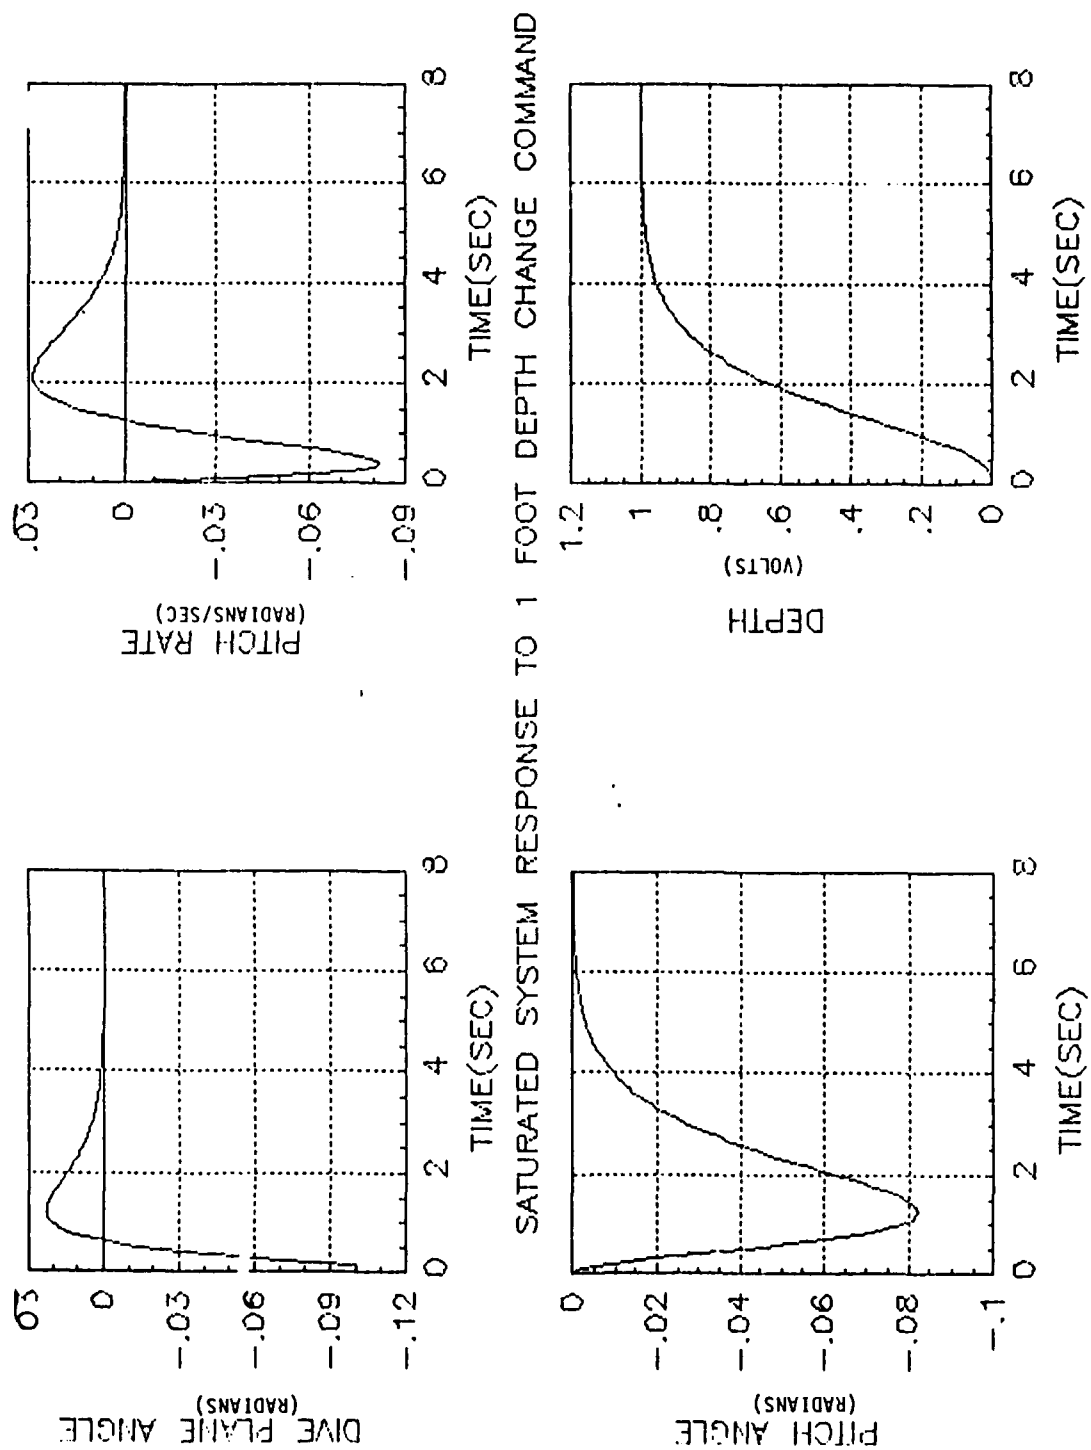 DIVE PLANE ANGLE
(RADIANS)
.03
0
-.03
-.06
-.09
-.12
0 2 4 6 8
TIME(SEC)
PITCH RATE
(RADIANS/SEC)
.03
0
-.03
-.06
-.09
0 2 4 6 8
TIME(SEC)
SATURATED SYSTEM RESPONSE TO 1 FOOT DEPTH CHANGE COMMAND
PITCH ANGLE
(RADIANS)
0
-.02
-.04
-.06
-.08
-.1
0 2 4 6 8
TIME(SEC)
DEPTH
(VOLTS)
1.2
1
.8
.6
.4
.2
0
0 2 4 6 8
TIME(SEC)